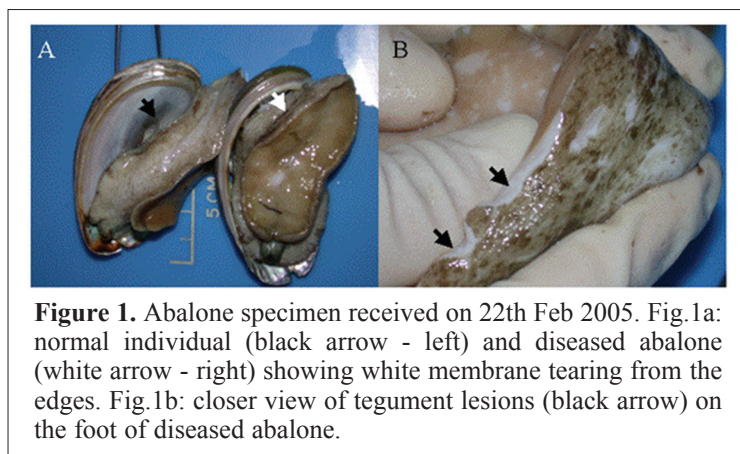 A
B
5 CM
Figure 1. Abalone specimen received on 22th Feb 2005. Fig.1a:
normal individual (black arrow - left) and diseased abalone
(white arrow - right) showing white membrane tearing from the
edges. Fig.1b: closer view of tegument lesions (black arrow) on
the foot of diseased abalone.